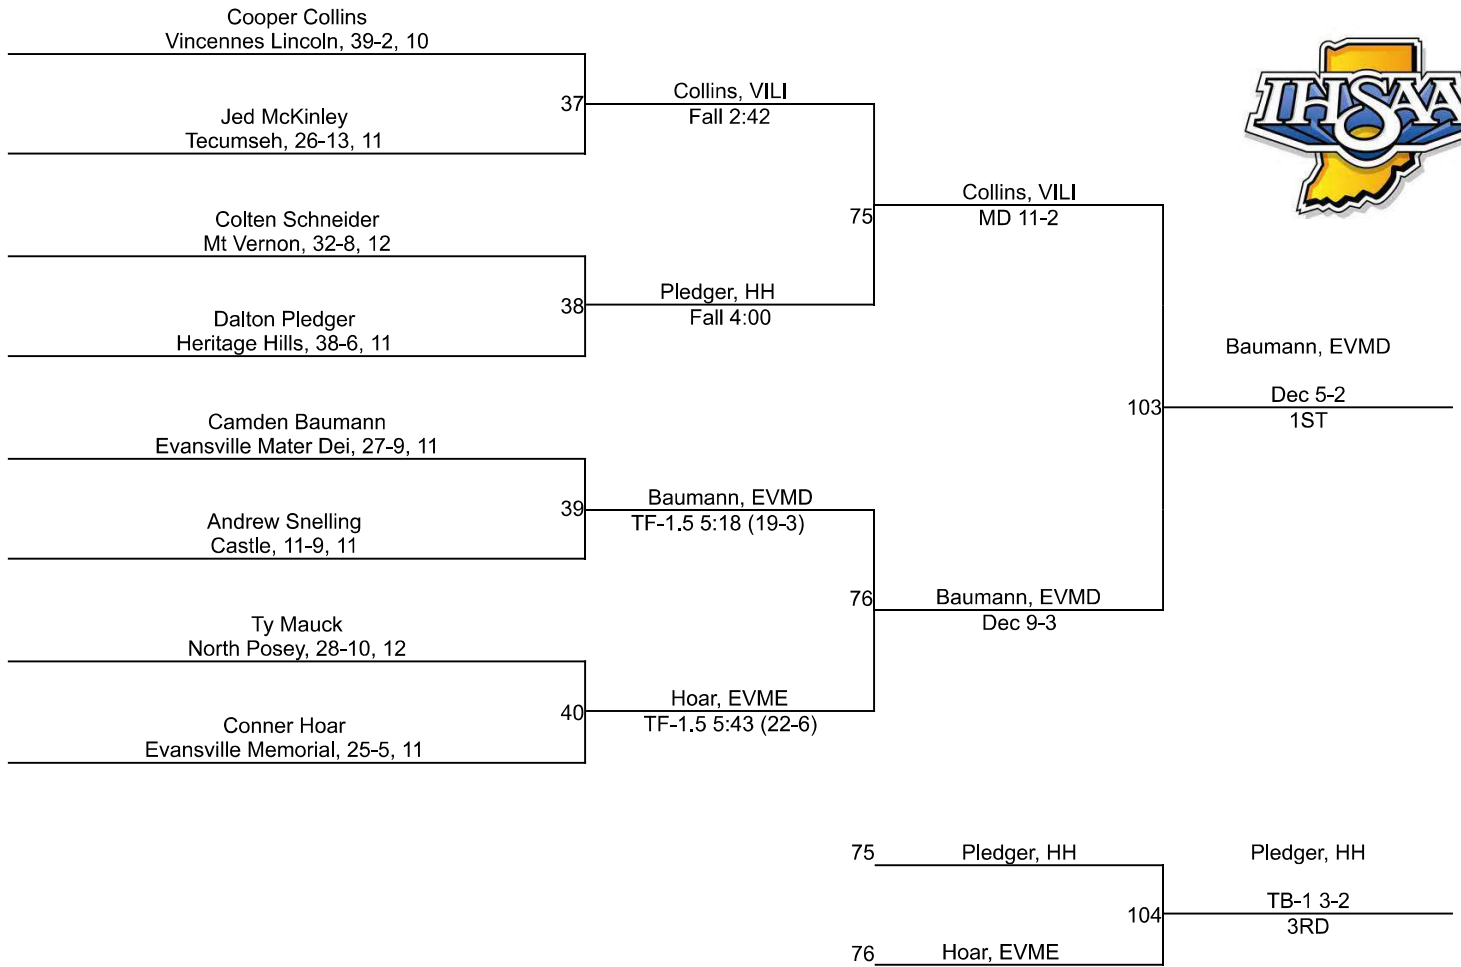 Cooper Collins
Vincennes Lincoln, 39-2, 10
Jed McKinley
Tecumseh, 26-13, 11
37
Collins, VILI
Fall 2:42
IHSAA
Colten Schneider
Mt Vernon, 32-8, 12
Dalton Pledger
Heritage Hills, 38-6, 11
38
Pledger, HH
Fall 4:00
75
Collins, VILI
MD 11-2
Camden Baumann
Evansville Mater Dei, 27-9, 11
Andrew Snelling
Castle, 11-9, 11
39
Baumann, EVMD
TF-1.5 5:18 (19-3)
Ty Mauck
North Posey, 28-10, 12
Conner Hoar
Evansville Memorial, 25-5, 11
40
Hoar, EVME
TF-1.5 5:43 (22-6)
76
Baumann, EVMD
Dec 9-3
103
Baumann, EVMD
Dec 5-2
1ST
75
Pledger, HH
76
Hoar, EVME
104
Pledger, HH
TB-1 3-2
3RD